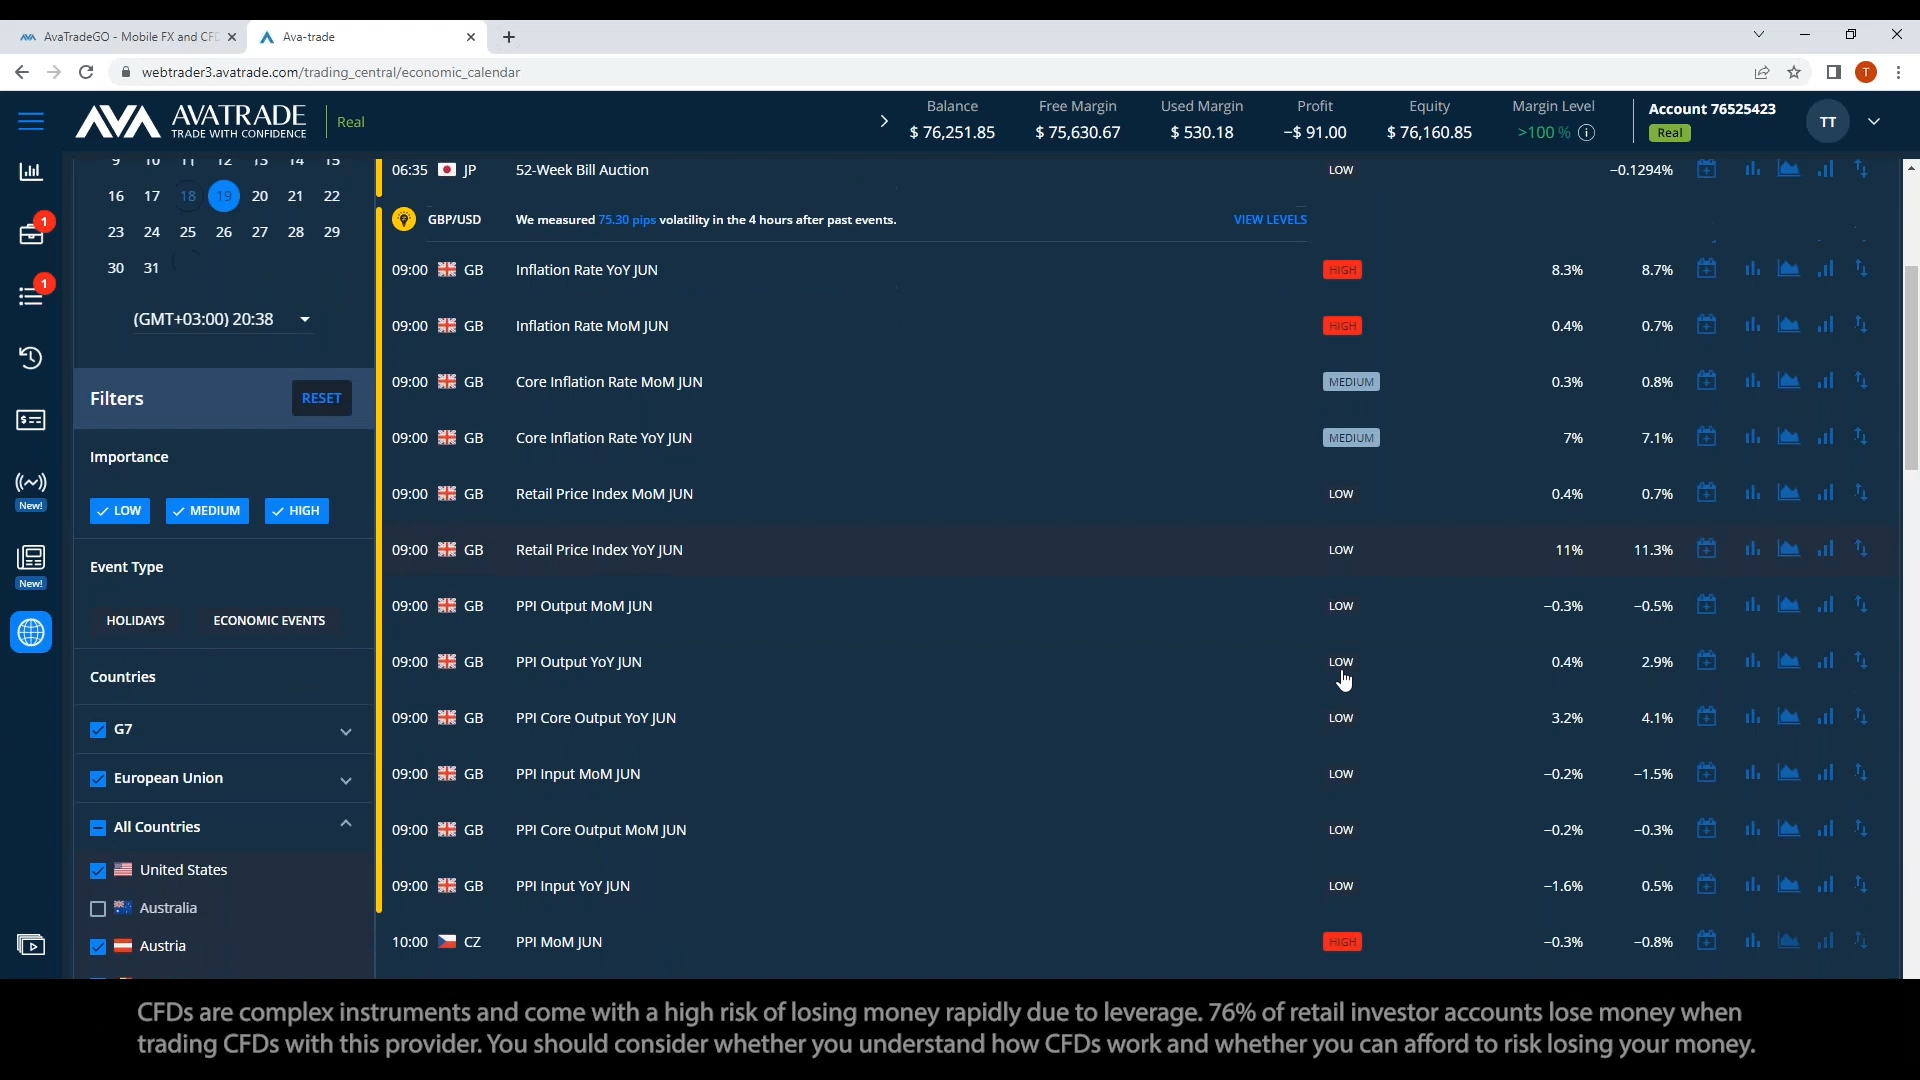 AvaTradeGO - Mobile FX and CFD
Ava-trade
webtrader3.avatrade.com/trading_central/economic_calendar
T
AVA AVATRADE
TRADE WITH CONFIDENCE
Real
Balance
$ 76,251.85
Free Margin
$ 75,630.67
Used Margin
$ 530.18
Profit
-$ 91.00
Equity
$ 76,160.85
Margin Level
>100 %
Account 76525423
Real
TT
1
1
New!
New!
9 10 11 12 13 14 15
16 17 18 19 20 21 22
23 24 25 26 27 28 29
30 31
(GMT+03:00) 20:38
Filters
RESET
Importance
LOW MEDIUM HIGH
Event Type
HOLIDAYS ECONOMIC EVENTS
Countries
G7
European Union
All Countries
United States
Australia
Austria
06:35 JP 52-Week Bill Auction LOW -0.1294%
GBP/USD We measured 75.30 pips volatility in the 4 hours after past events. VIEW LEVELS
09:00 GB Inflation Rate YoY JUN HIGH 8.3% 8.7%
09:00 GB Inflation Rate MoM JUN HIGH 0.4% 0.7%
09:00 GB Core Inflation Rate MoM JUN MEDIUM 0.3% 0.8%
09:00 GB Core Inflation Rate YoY JUN MEDIUM 7% 7.1%
09:00 GB Retail Price Index MoM JUN LOW 0.4% 0.7%
09:00 GB Retail Price Index YoY JUN LOW 11% 11.3%
09:00 GB PPI Output MoM JUN LOW -0.3% -0.5%
09:00 GB PPI Output YoY JUN LOW 0.4% 2.9%
09:00 GB PPI Core Output YoY JUN LOW 3.2% 4.1%
09:00 GB PPI Input MoM JUN LOW -0.2% -1.5%
09:00 GB PPI Core Output MoM JUN LOW -0.2% -0.3%
09:00 GB PPI Input YoY JUN LOW -1.6% 0.5%
10:00 CZ PPI MoM JUN HIGH -0.3% -0.8%
CFDs are complex instruments and come with a high risk of losing money rapidly due to leverage. 76% of retail investor accounts lose money when
trading CFDs with this provider. You should consider whether you understand how CFDs work and whether you can afford to risk losing your money.